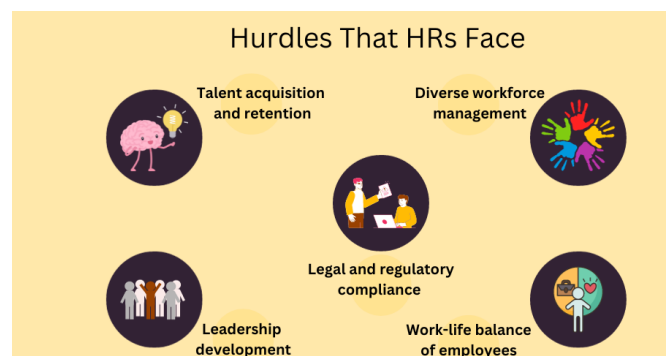 Hurdles That HRs Face
Talent acquisition
and retention
Diverse workforce
management
Legal and regulatory
compliance
Leadership
development
Work-life balance
of employees